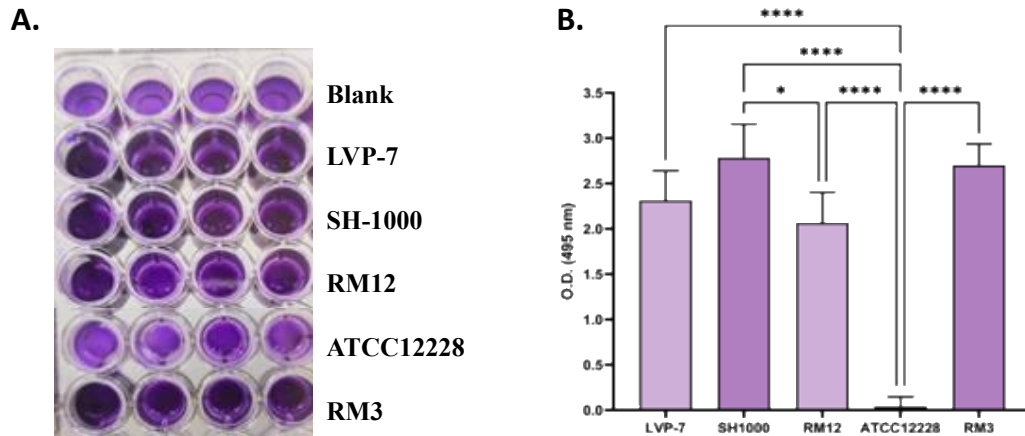 A.
Blank
LVP-7
SH-1000
RM12
ATCC12228
RM3
B.
****
****
* **** ****
3.5
3.0
2.5
2.0
1.5
1.0
0.5
0.0
O.D. (495 nm)
LVP-7 SH1000 RM12 ATCC12228 RM3